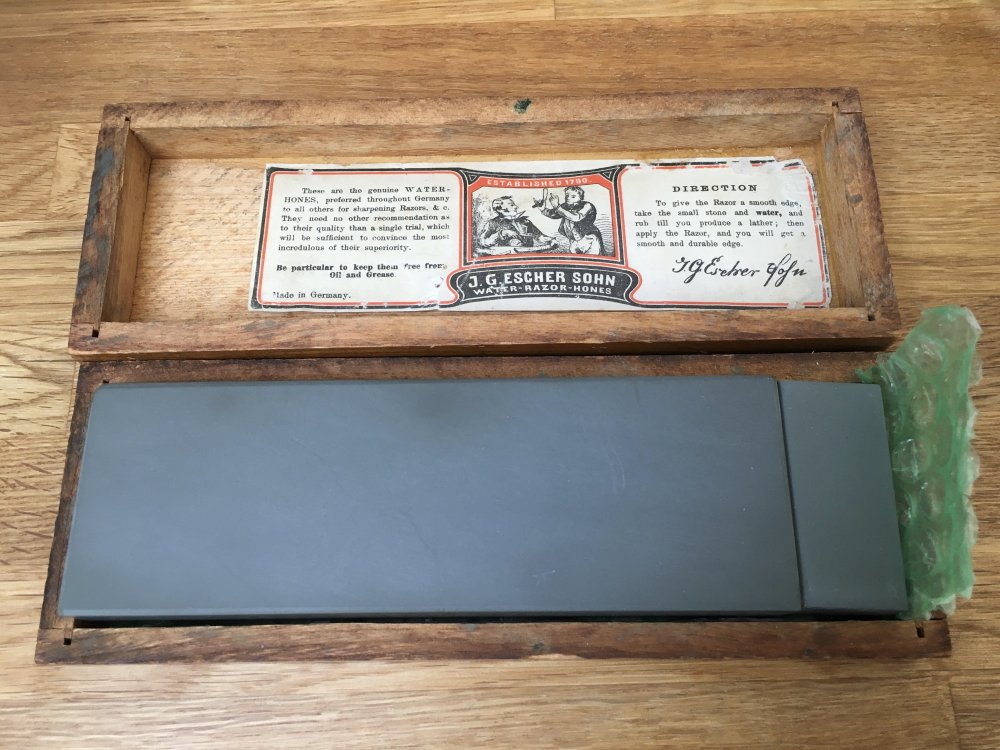 These are the genuine WATER-
HONES, preferred throughout Germany
to all others for sharpening Razors, & c.
They need no other recommendation as
to their quality than a single trial, which
will be sufficient to convince the most
incredulous of their superiority.
Be particular to keep them free from
Oil and Grease.
Made in Germany.
ESTABLISHED 1790.
J. G. ESCHER SOHN
WATER-RAZOR-HONES
DIRECTION
To give the Razor a smooth edge,
take the small stone and water, and
rub till you produce a lather; then
apply the Razor, and you will get a
smooth and durable edge.
J. G Escher Sohn